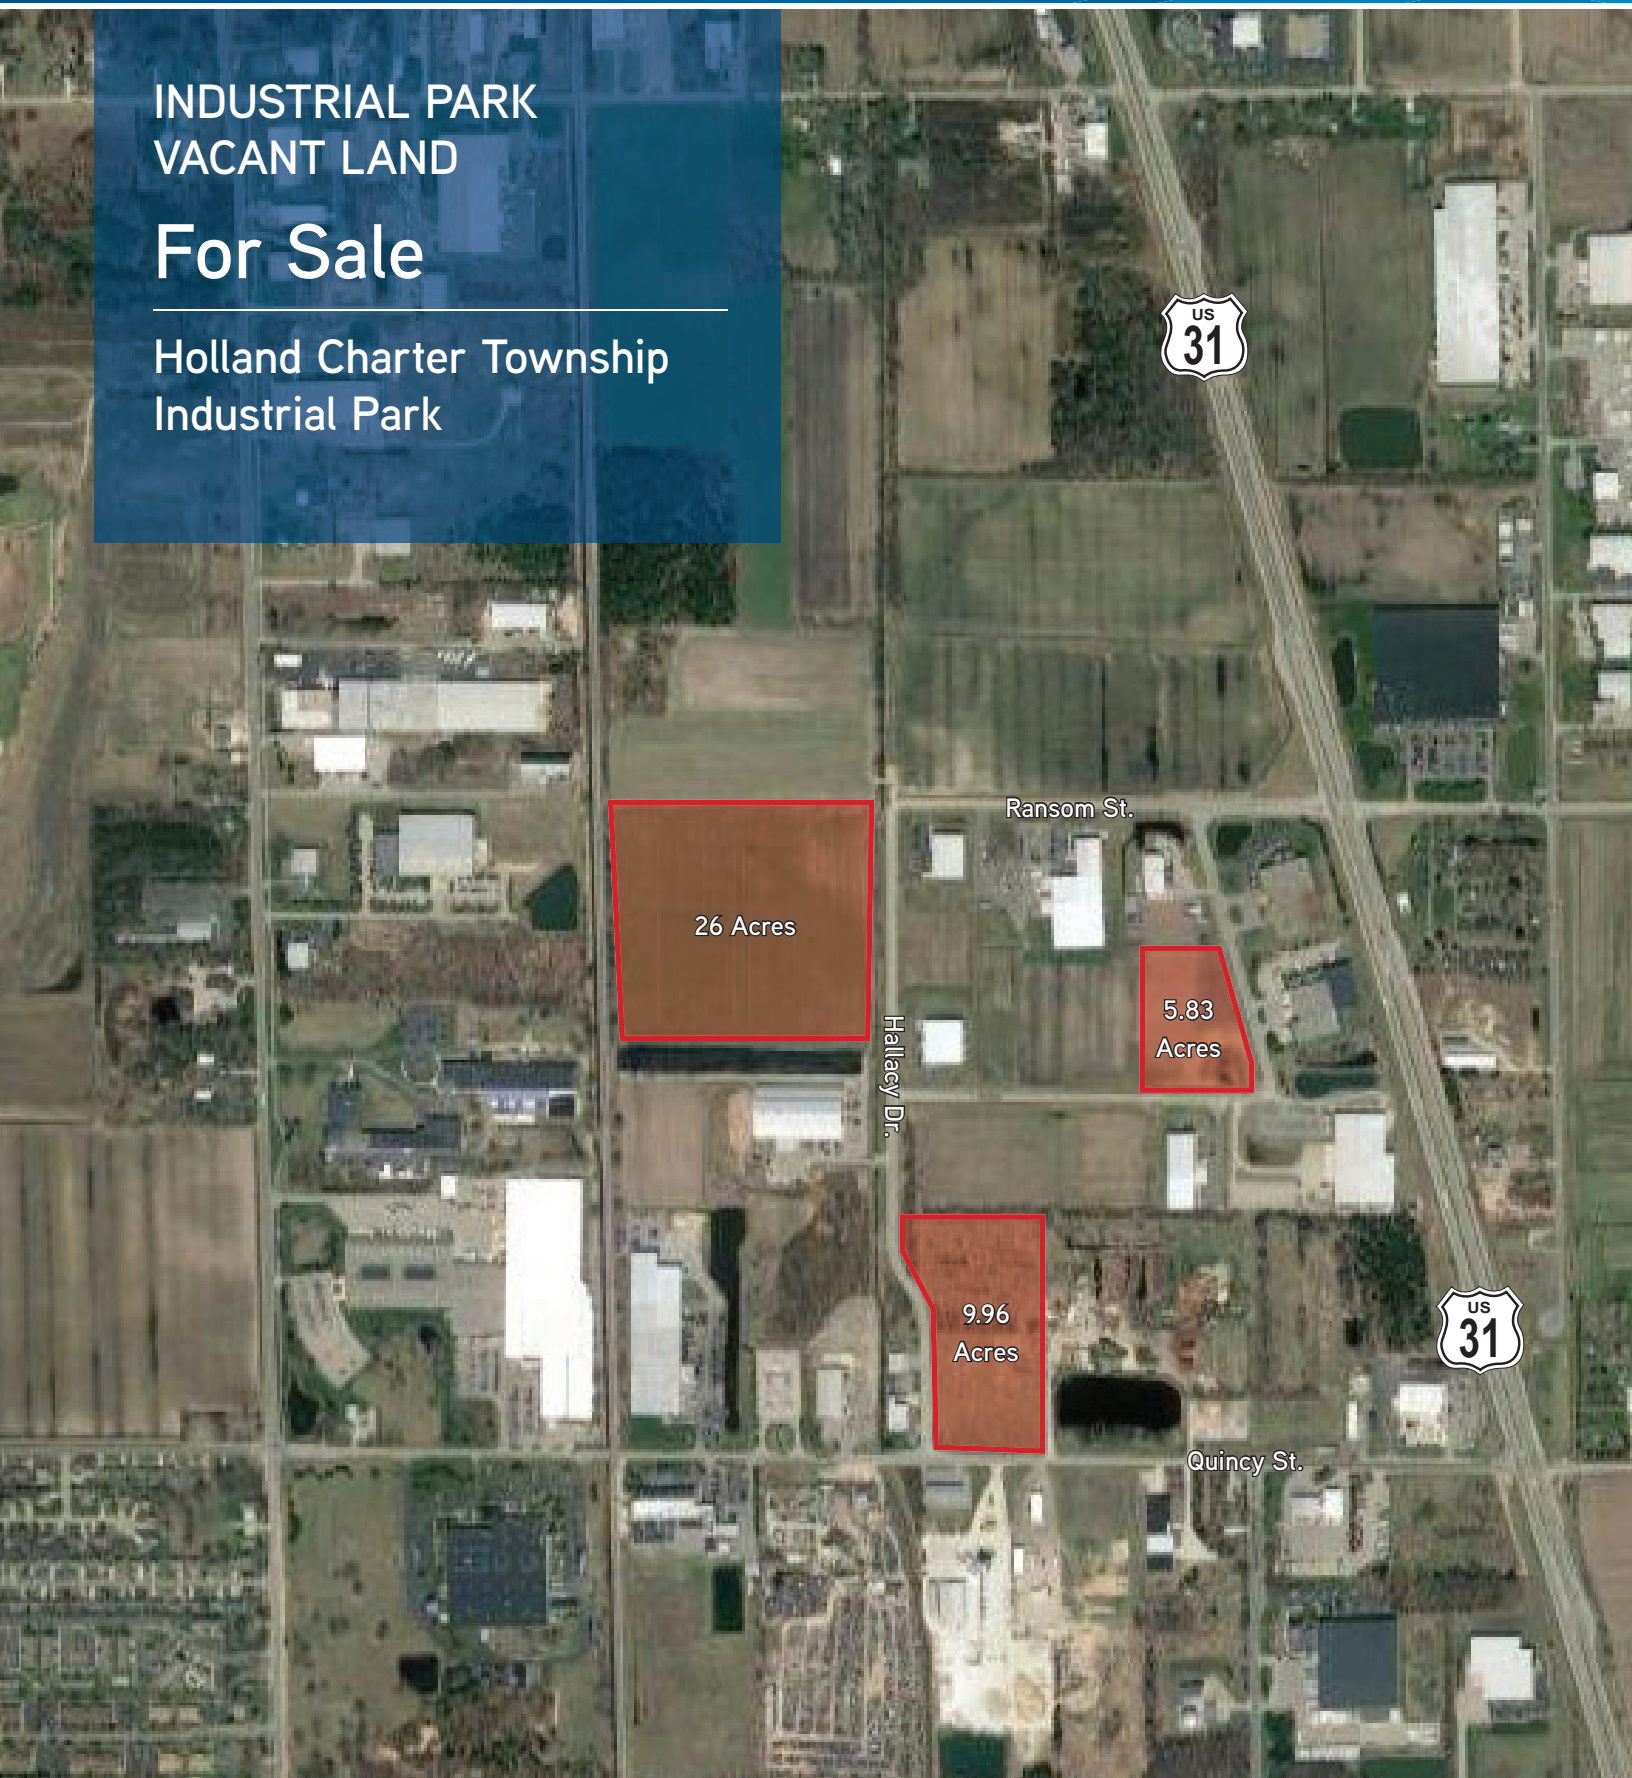 INDUSTRIAL PARK
VACANT LAND
For Sale
Holland Charter Township
Industrial Park
US
31
Ransom St.
26 Acres
5.83
Acres
Hallacy Dr.
9.96
Acres
US
31
Quincy St.